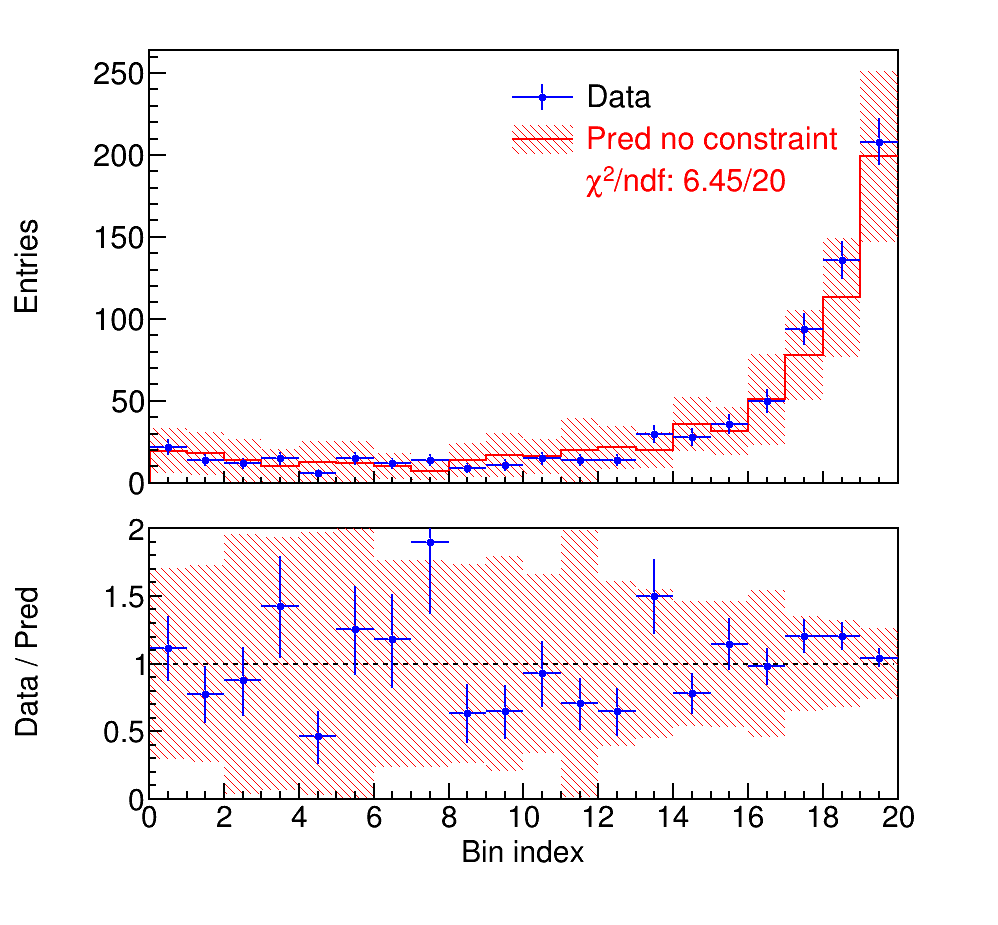 250
200
150
100
50
0
Entries
Data
Pred no constraint
χ²/ndf: 6.45/20
2
1.5
1
0.5
0
Data / Pred
0 2 4 6 8 10 12 14 16 18 20
Bin index